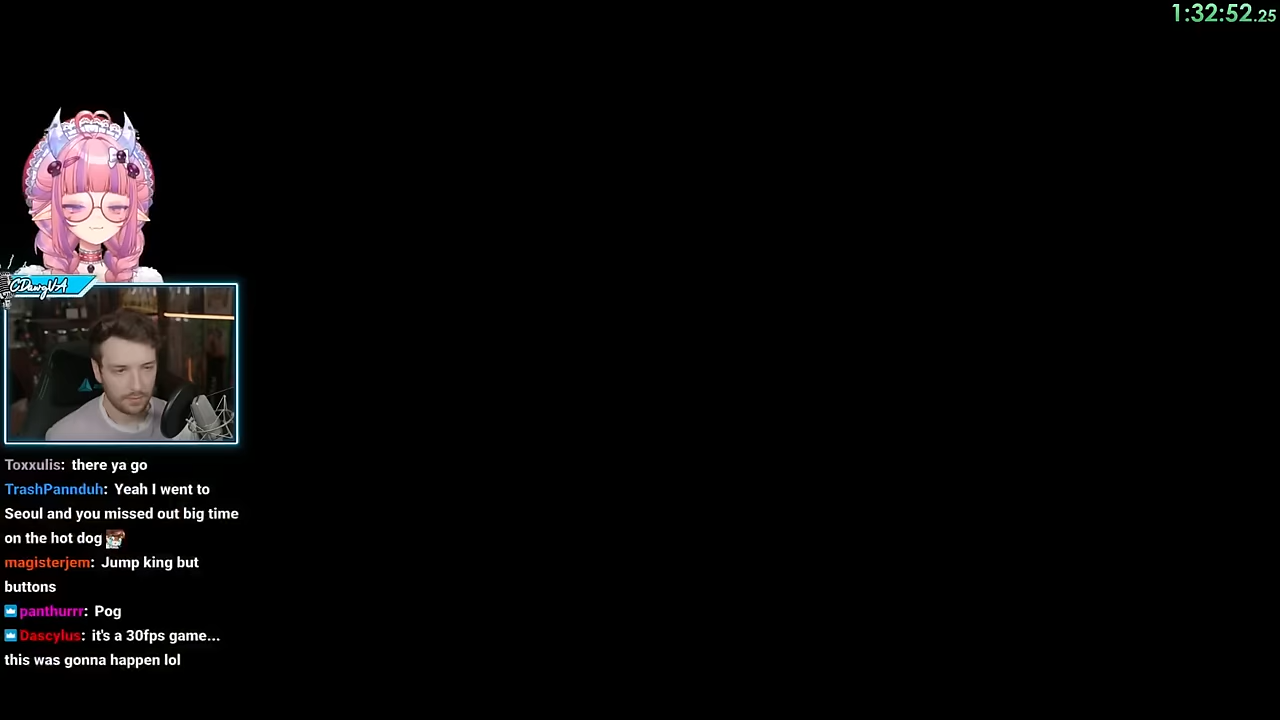 1:32:52.25
CDawgVA
Toxxulis: there ya go
TrashPannduh: Yeah I went to
Seoul and you missed out big time
on the hot dog
magisterjem: Jump king but
buttons
panthurrr: Pog
Dascylus: it's a 30fps game...
this was gonna happen lol